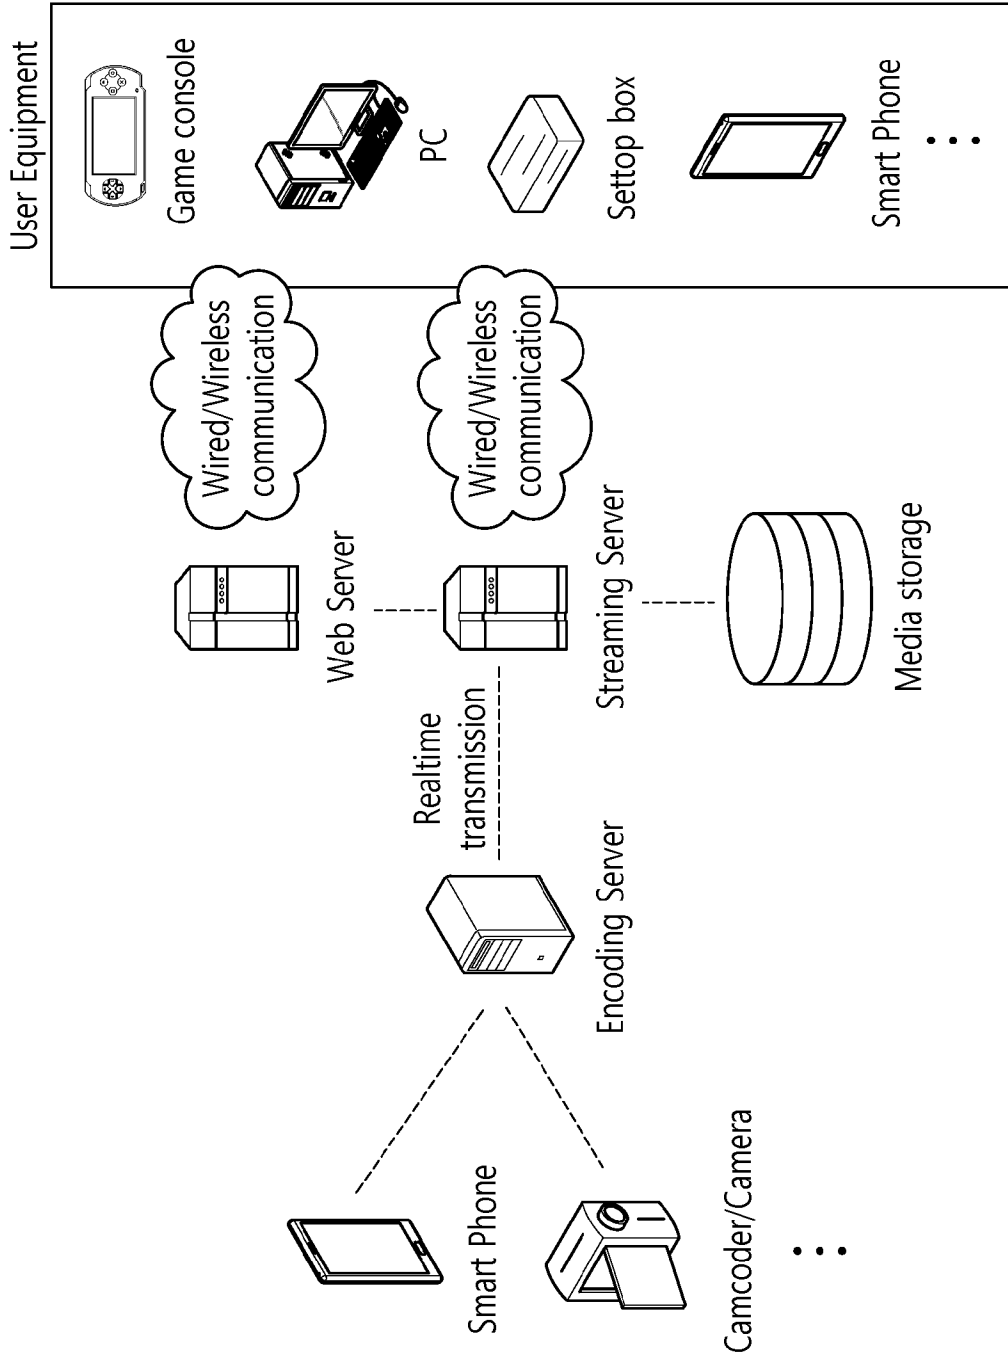 User Equipment
Game console
PC
Settop box
Smart Phone
Wired/Wireless
communication
Wired/Wireless
communication
Web Server
Streaming Server
Media storage
Realtime
transmission
Encoding Server
Smart Phone
Camcoder/Camera